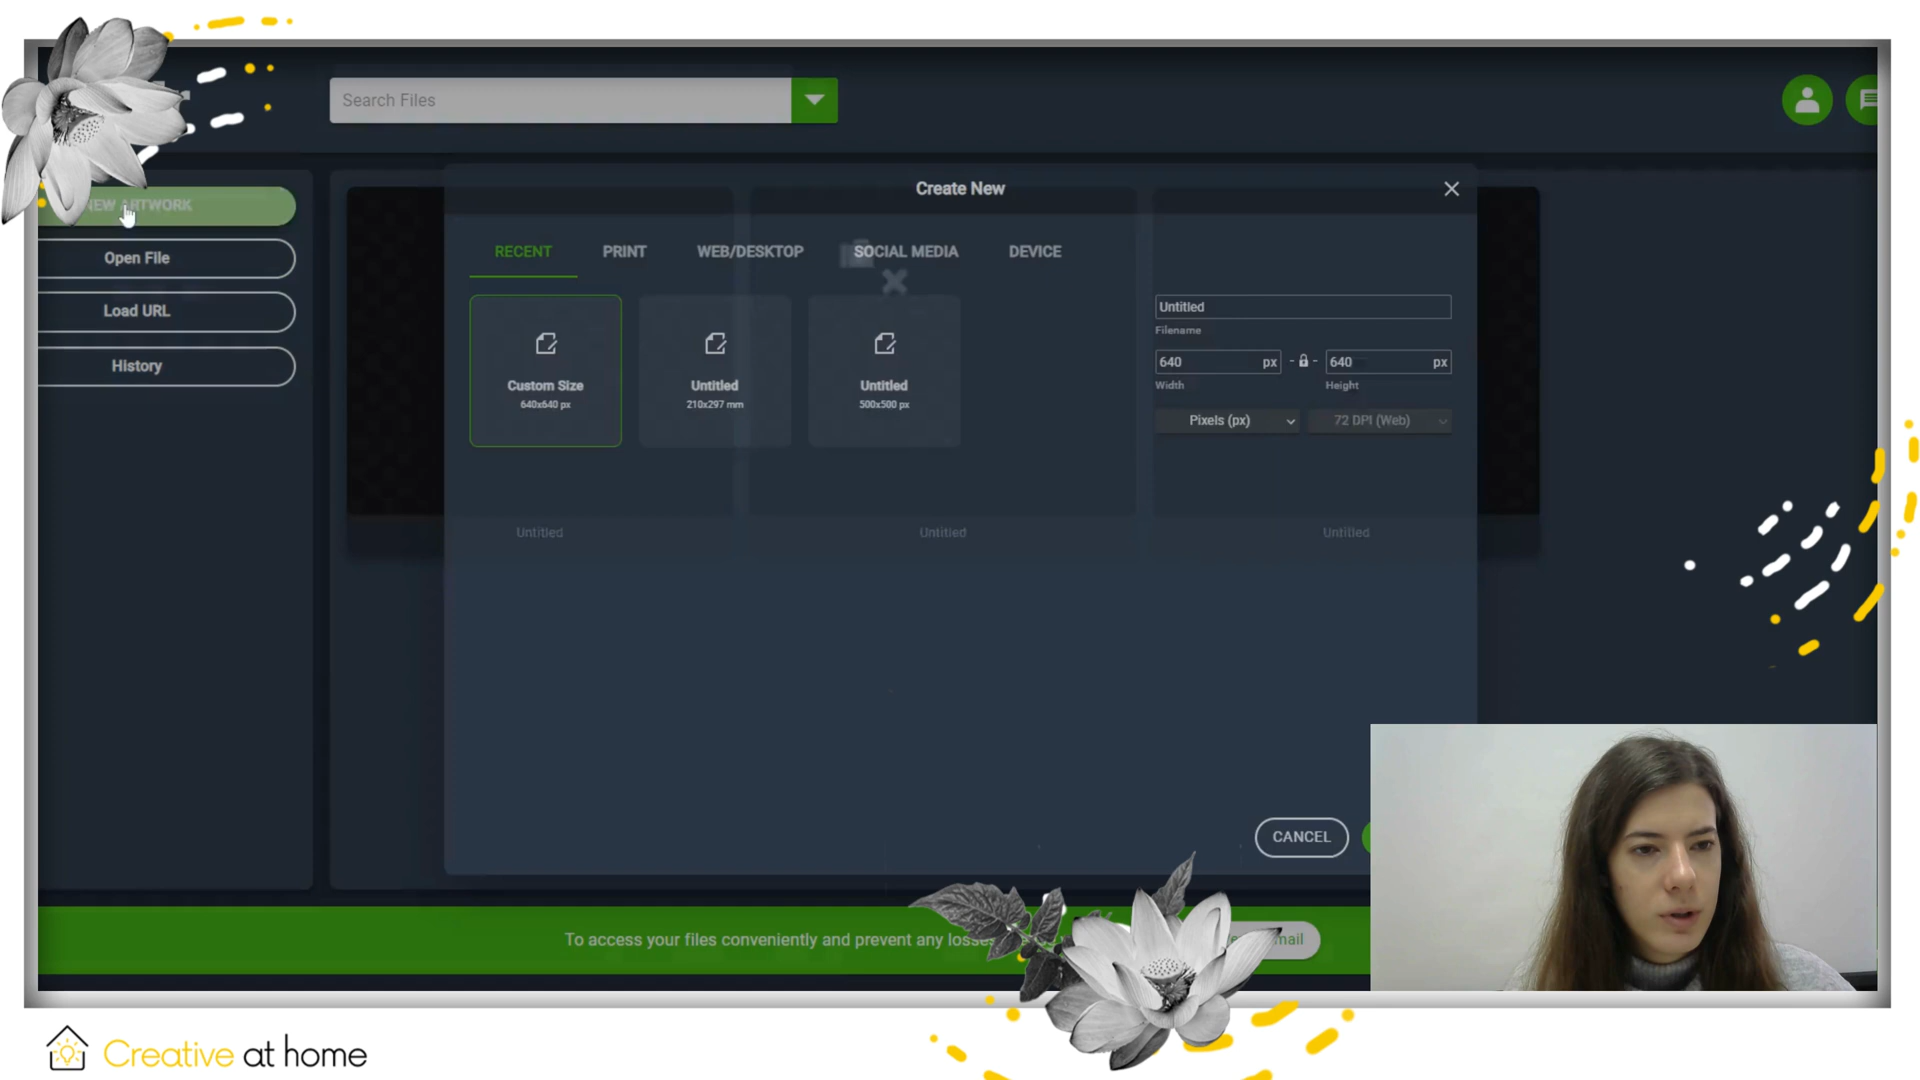 Search Files
NEW ARTWORK
Open File
Load URL
History
Create New
RECENT PRINT WEB/DESKTOP SOCIAL MEDIA DEVICE
Custom Size
640x640 px
Untitled
210x297 mm
Untitled
500x500 px
Untitled
Filename
640 px 640 px
Width Height
Pixels (px) 72 DPI (Web)
Untitled Untitled Untitled
CANCEL
To access your files conveniently and prevent any
Creative at home